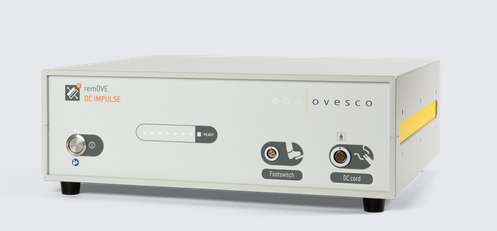 remOVE
DC IMPULSE
ovesco
READY
Footswitch
DC cord